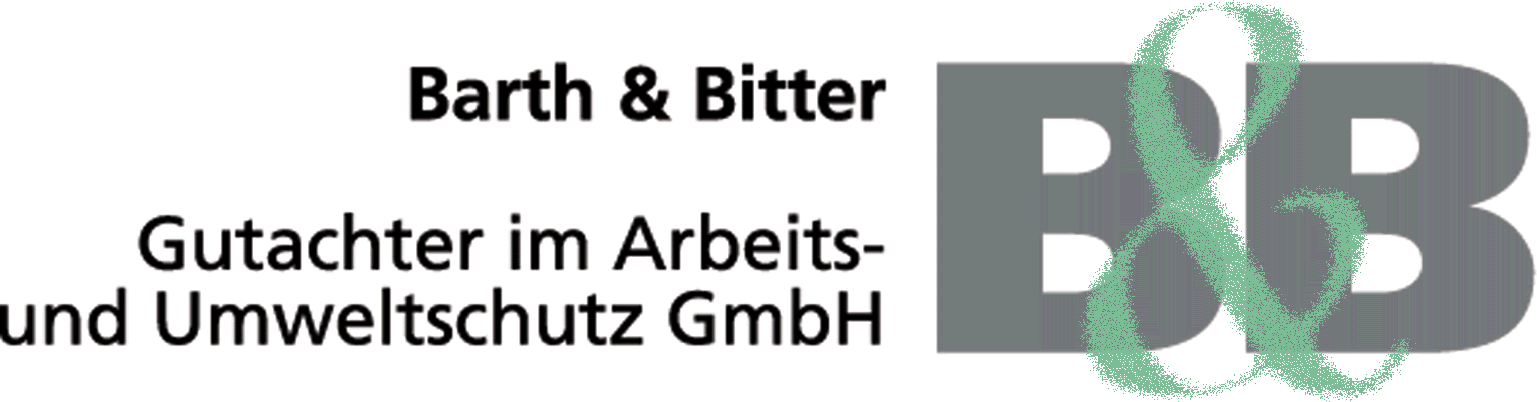 Barth & Bitter
Gutachter im Arbeits-
und Umweltschutz GmbH
B&B